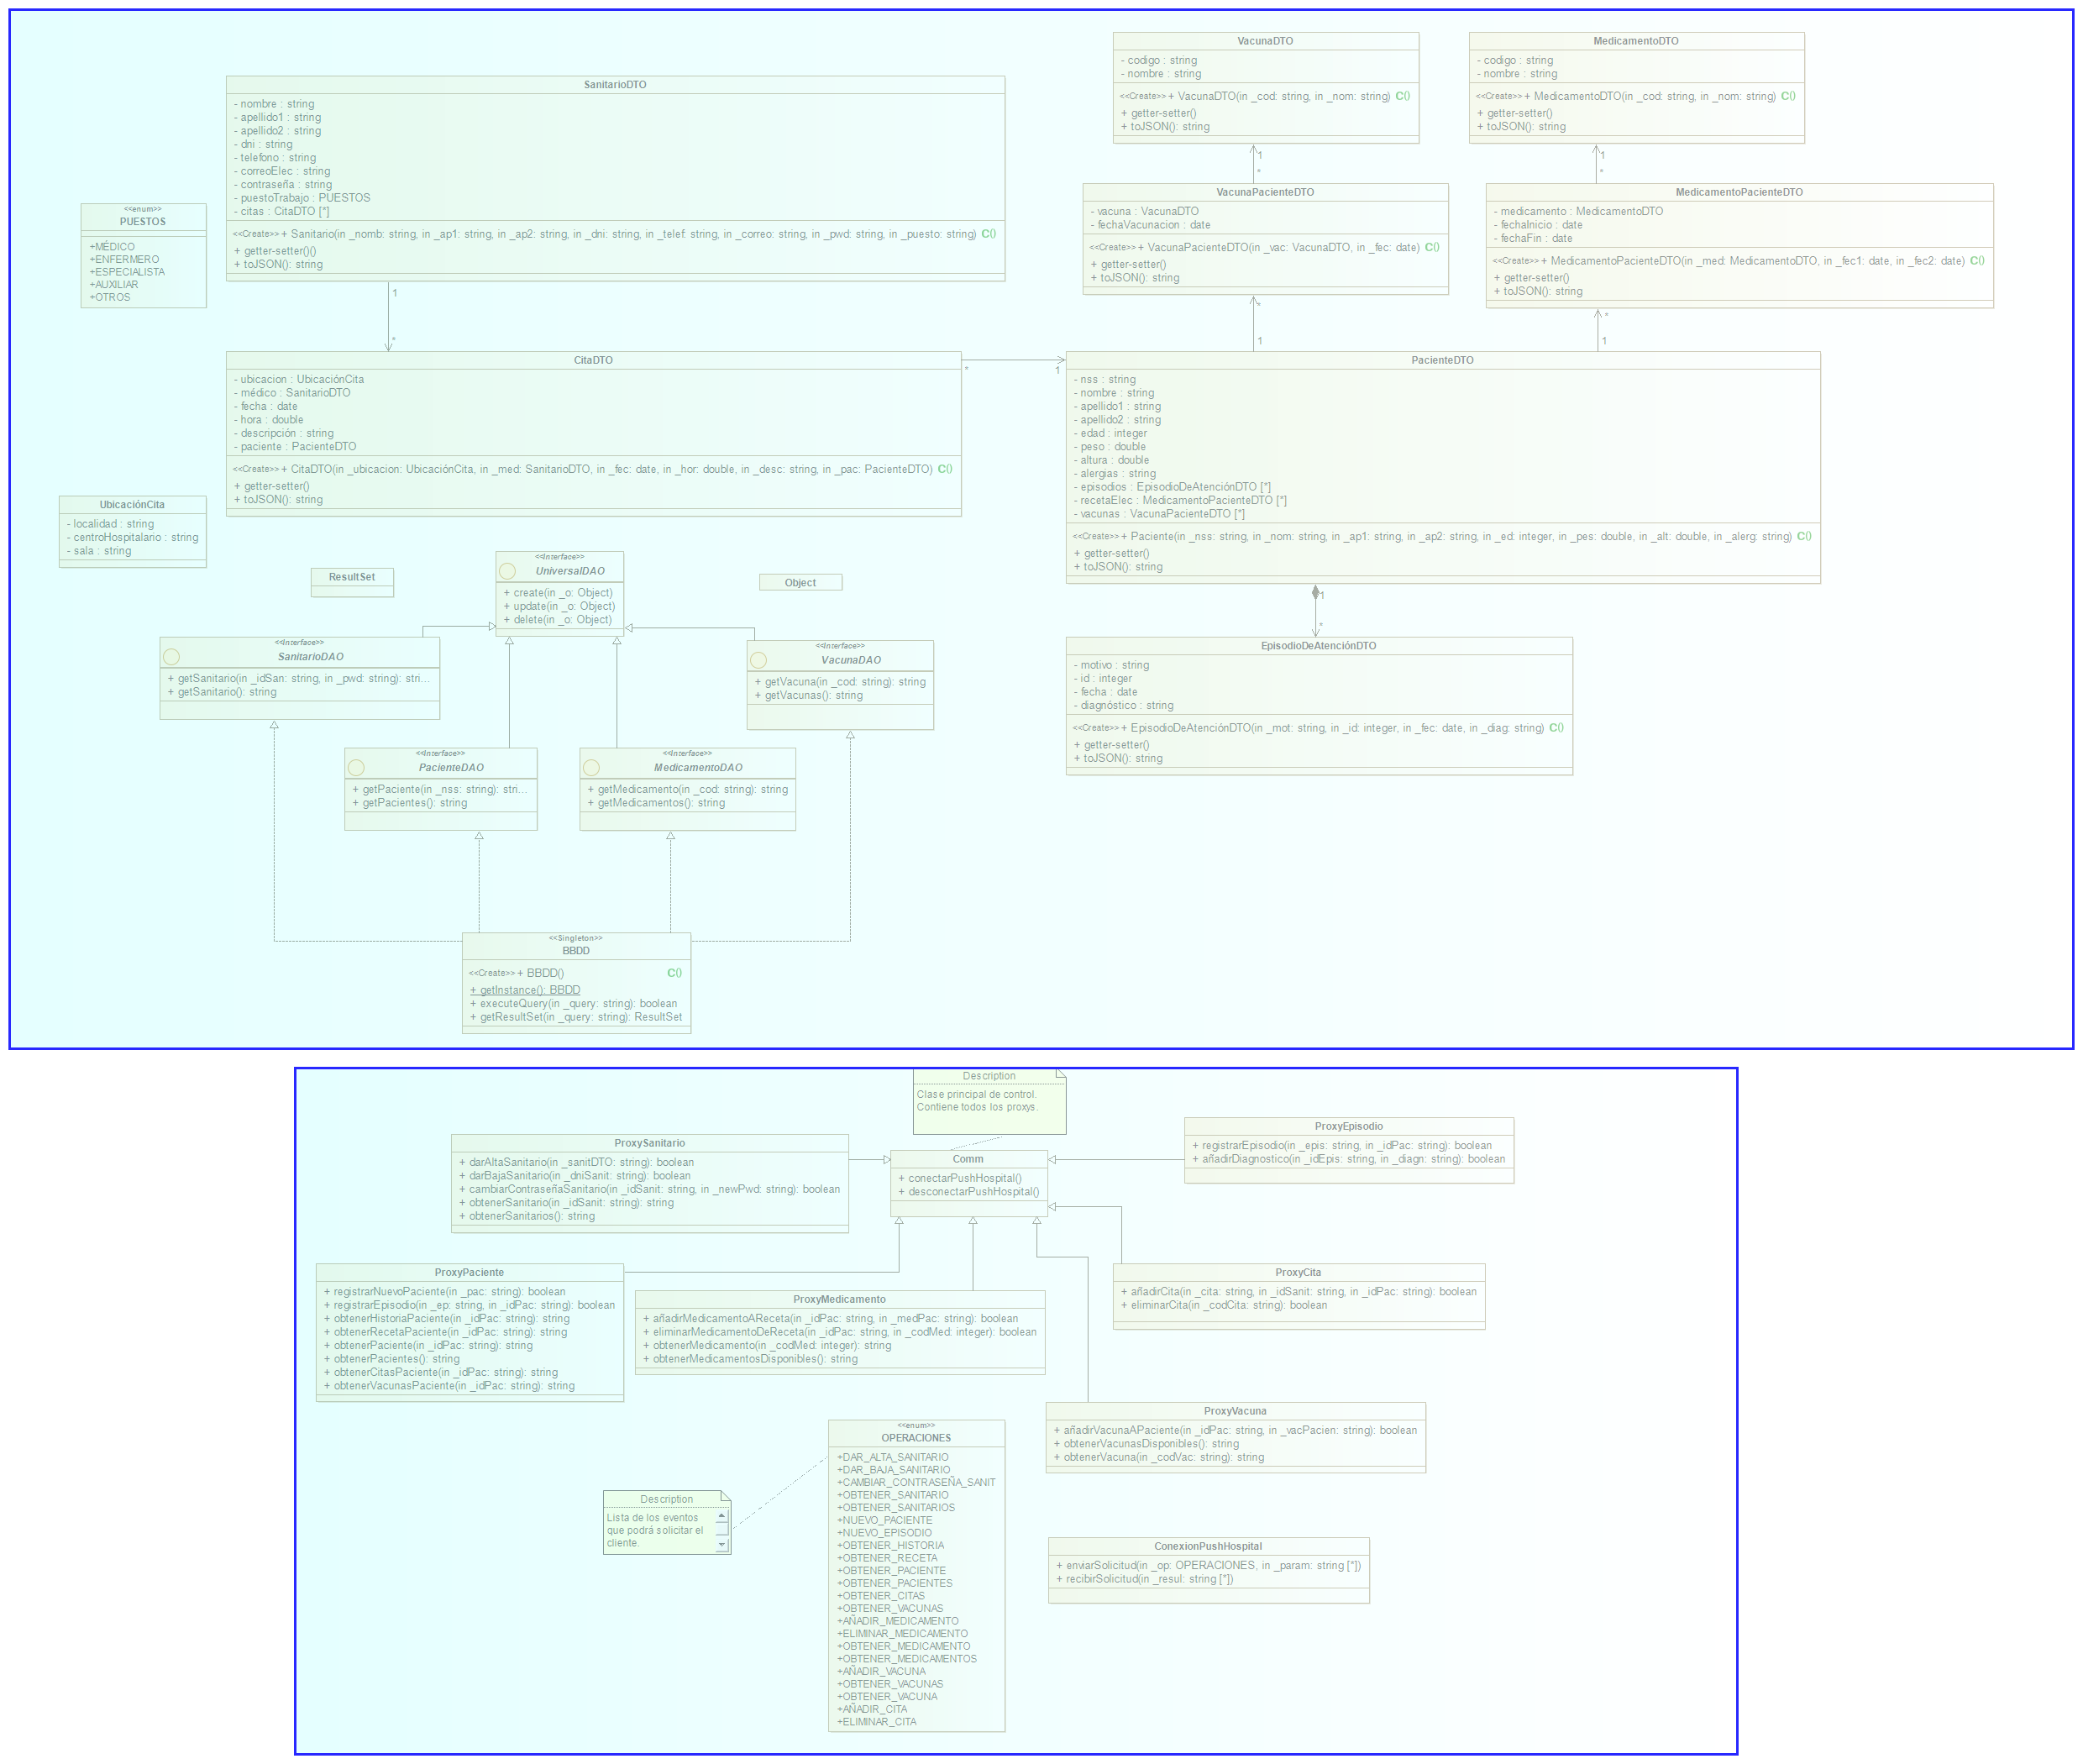 SanitarioDTO
- nombre : string
- apellido1 : string
- apellido2 : string
- dni : string
- telefono : string
- correoElec : string
- contraseña : string
- puestoTrabajo : PUESTOS
- citas : CitaDTO [*]
<<Create>> + Sanitario(in _nomb: string, in _ap1: string, in _ap2: string, in _dni: string, in _telef: string, in _correo: string, in _pwd: string, in _puesto: string) C()
+ getter-setter()()
+ toJSON(): string
1
*
<<enum>>
PUESTOS
+MÉDICO
+ENFERMERO
+ESPECIALISTA
+AUXILIAR
+OTROS
VacunaDTO
- codigo : string
- nombre : string
<<Create>> + VacunaDTO(in _cod: string, in _nom: string) C()
+ getter-setter()
+ toJSON(): string
1
*
MedicamentoDTO
- codigo : string
- nombre : string
<<Create>> + MedicamentoDTO(in _cod: string, in _nom: string) C()
+ getter-setter()
+ toJSON(): string
1
*
VacunaPacienteDTO
- vacuna : VacunaDTO
- fechaVacunacion : date
<<Create>> + VacunaPacienteDTO(in _vac: VacunaDTO, in _fec: date) C()
+ getter-setter()
+ toJSON(): string
*
1
MedicamentoPacienteDTO
- medicamento : MedicamentoDTO
- fechaInicio : date
- fechaFin : date
<<Create>> + MedicamentoPacienteDTO(in _med: MedicamentoDTO, in _fec1: date, in _fec2: date) C()
+ getter-setter()
+ toJSON(): string
*
1
CitaDTO
- ubicacion : UbicaciónCita
- médico : SanitarioDTO
- fecha : date
- hora : double
- descripción : string
- paciente : PacienteDTO
<<Create>> + CitaDTO(in _ubicacion: UbicaciónCita, in _med: SanitarioDTO, in _fec: date, in _hor: double, in _desc: string, in _pac: PacienteDTO) C()
+ getter-setter()
+ toJSON(): string
*
1
PacienteDTO
- nss : string
- nombre : string
- apellido1 : string
- apellido2 : string
- edad : integer
- peso : double
- altura : double
- alergias : string
- episodios : EpisodioDeAtenciónDTO [*]
- recetaElec : MedicamentoPacienteDTO [*]
- vacunas : VacunaPacienteDTO [*]
<<Create>> + Paciente(in _nss: string, in _nom: string, in _ap1: string, in _ap2: string, in _ed: integer, in _pes: double, in _alt: double, in _alerg: string) C()
+ getter-setter()
+ toJSON(): string
1
*
UbicaciónCita
- localidad : string
- centroHospitalario : string
- sala : string
ResultSet
<<Interface>>
UniversalDAO
+ create(in _o: Object)
+ update(in _o: Object)
+ delete(in _o: Object)
Object
<<Interface>>
SanitarioDAO
+ getSanitario(in _idSan: string, in _pwd: string): stri...
+ getSanitario(): string
<<Interface>>
VacunaDAO
+ getVacuna(in _cod: string): string
+ getVacunas(): string
EpisodioDeAtenciónDTO
- motivo : string
- id : integer
- fecha : date
- diagnóstico : string
<<Create>> + EpisodioDeAtenciónDTO(in _mot: string, in _id: integer, in _fec: date, in _diag: string) C()
+ getter-setter()
+ toJSON(): string
<<Interface>>
PacienteDAO
+ getPaciente(in _nss: string): stri...
+ getPacientes(): string
<<Interface>>
MedicamentoDAO
+ getMedicamento(in _cod: string): string
+ getMedicamentos(): string
<<Singleton>>
BBDD
<<Create>> + BBDD() C()
+ getInstance(): BBDD
+ executeQuery(in _query: string): boolean
+ getResultSet(in _query: string): ResultSet
Description
Clase principal de control.
Contiene todos los proxys.
ProxySanitario
+ darAltaSanitario(in _sanitDTO: string): boolean
+ darBajaSanitario(in _dniSanit: string): boolean
+ cambiarContraseñaSanitario(in _idSanit: string, in _newPwd: string): boolean
+ obtenerSanitario(in _idSanit: string): string
+ obtenerSanitarios(): string
Comm
+ conectarPushHospital()
+ desconectarPushHospital()
ProxyEpisodio
+ registrarEpisodio(in _epis: string, in _idPac: string): boolean
+ añadirDiagnostico(in _idEpis: string, in _diagn: string): boolean
ProxyPaciente
+ registrarNuevoPaciente(in _pac: string): boolean
+ registrarEpisodio(in _ep: string, in _idPac: string): boolean
+ obtenerHistoriaPaciente(in _idPac: string): string
+ obtenerRecetaPaciente(in _idPac: string): string
+ obtenerPaciente(in _idPac: string): string
+ obtenerPacientes(): string
+ obtenerCitasPaciente(in _idPac: string): string
+ obtenerVacunasPaciente(in _idPac: string): string
ProxyMedicamento
+ añadirMedicamentoAReceta(in _idPac: string, in _medPac: string): boolean
+ eliminarMedicamentoDeReceta(in _idPac: string, in _codMed: integer): boolean
+ obtenerMedicamento(in _codMed: integer): string
+ obtenerMedicamentosDisponibles(): string
ProxyCita
+ añadirCita(in _cita: string, in _idSanit: string, in _idPac: string): boolean
+ eliminarCita(in _codCita: string): boolean
ProxyVacuna
+ añadirVacunaAPaciente(in _idPac: string, in _vacPacien: string): boolean
+ obtenerVacunasDisponibles(): string
+ obtenerVacuna(in _codVac: string): string
<<enum>>
OPERACIONES
+DAR_ALTA_SANITARIO
+DAR_BAJA_SANITARIO
+CAMBIAR_CONTRASEÑA_SANIT
+OBTENER_SANITARIO
+OBTENER_SANITARIOS
+NUEVO_PACIENTE
+NUEVO_EPISODIO
+OBTENER_HISTORIA
+OBTENER_RECETA
+OBTENER_PACIENTE
+OBTENER_PACIENTES
+OBTENER_CITAS
+OBTENER_VACUNAS
+AÑADIR_MEDICAMENTO
+ELIMINAR_MEDICAMENTO
+OBTENER_MEDICAMENTO
+OBTENER_MEDICAMENTOS
+AÑADIR_VACUNA
+OBTENER_VACUNAS
+OBTENER_VACUNA
+AÑADIR_CITA
+ELIMINAR_CITA
Description
Lista de los eventos
que podrá solicitar el
cliente.
ConexionPushHospital
+ enviarSolicitud(in _op: OPERACIONES, in _param: string [*])
+ recibirSolicitud(in _resul: string [*])